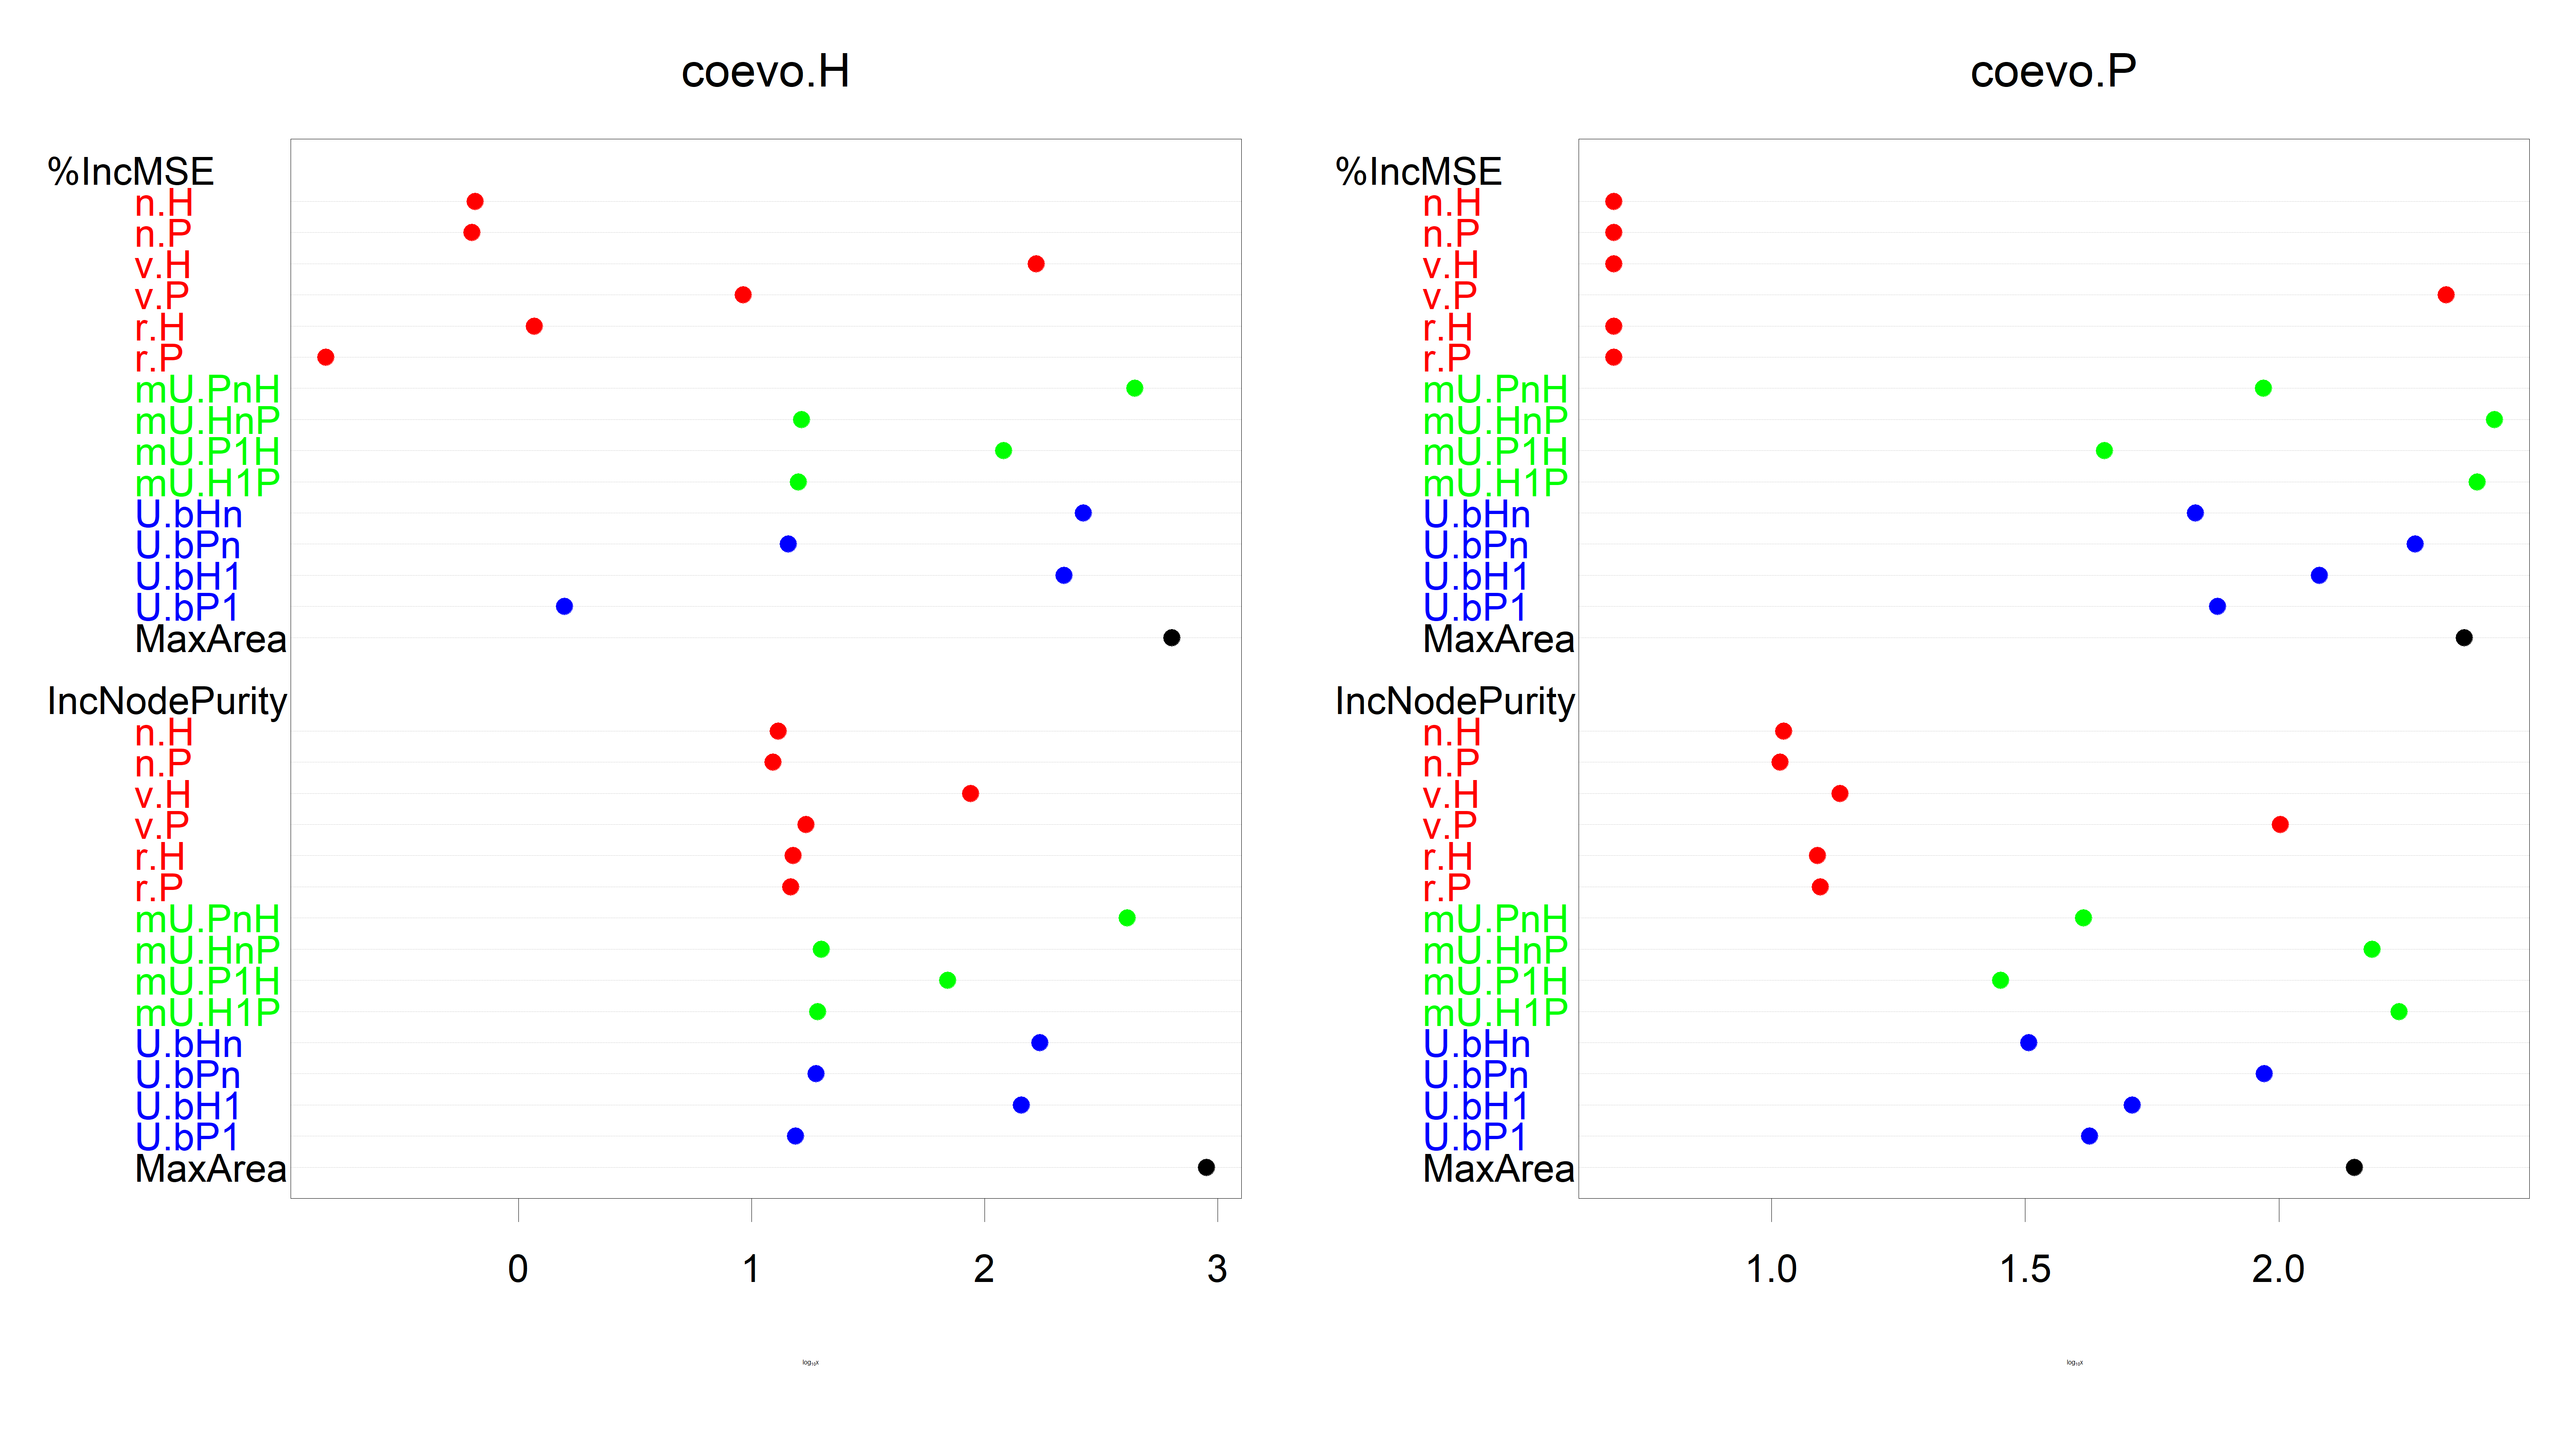 coevo.H
%IncMSE
n.H
n.P
v.H
v.P
r.H
r.P
mU.PnH
mU.HnP
mU.P1H
mU.H1P
U.bHn
U.bPn
U.bH1
U.bP1
MaxArea
IncNodePurity
n.H
n.P
v.H
v.P
r.H
r.P
mU.PnH
mU.HnP
mU.P1H
mU.H1P
U.bHn
U.bPn
U.bH1
U.bP1
MaxArea
0 1 2 3
log₁₀x
coevo.P
%IncMSE
n.H
n.P
v.H
v.P
r.H
r.P
mU.PnH
mU.HnP
mU.P1H
mU.H1P
U.bHn
U.bPn
U.bH1
U.bP1
MaxArea
IncNodePurity
n.H
n.P
v.H
v.P
r.H
r.P
mU.PnH
mU.HnP
mU.P1H
mU.H1P
U.bHn
U.bPn
U.bH1
U.bP1
MaxArea
1.0 1.5 2.0
log₁₀x